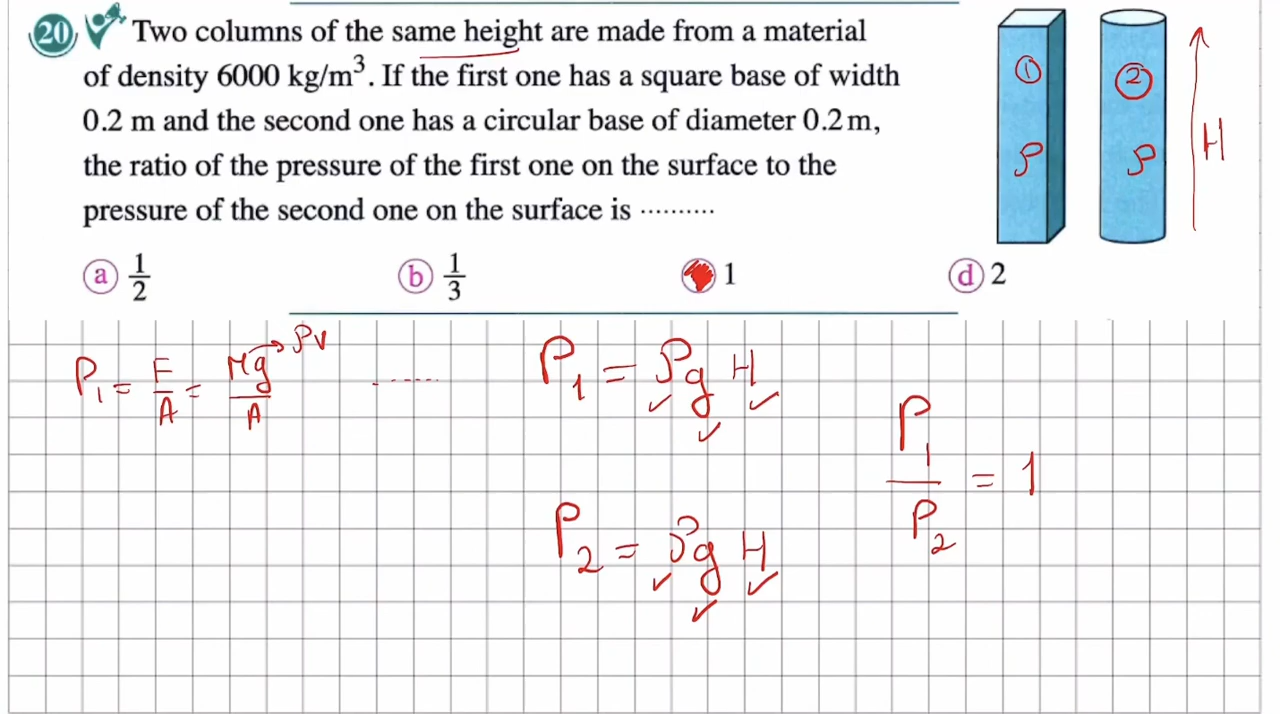 20 Two columns of the same height are made from a material
of density 6000 kg/m³. If the first one has a square base of width
0.2 m and the second one has a circular base of diameter 0.2 m,
the ratio of the pressure of the first one on the surface to the
pressure of the second one on the surface is ··········
ⓐ 1/2 ⓑ 1/3 1 ⓓ 2
① ②
ρ ρ H
P₁ = F/A = Mg/A → ρV ......
P₁ = ρgH
P₂ = ρgH
P₁/P₂ = 1